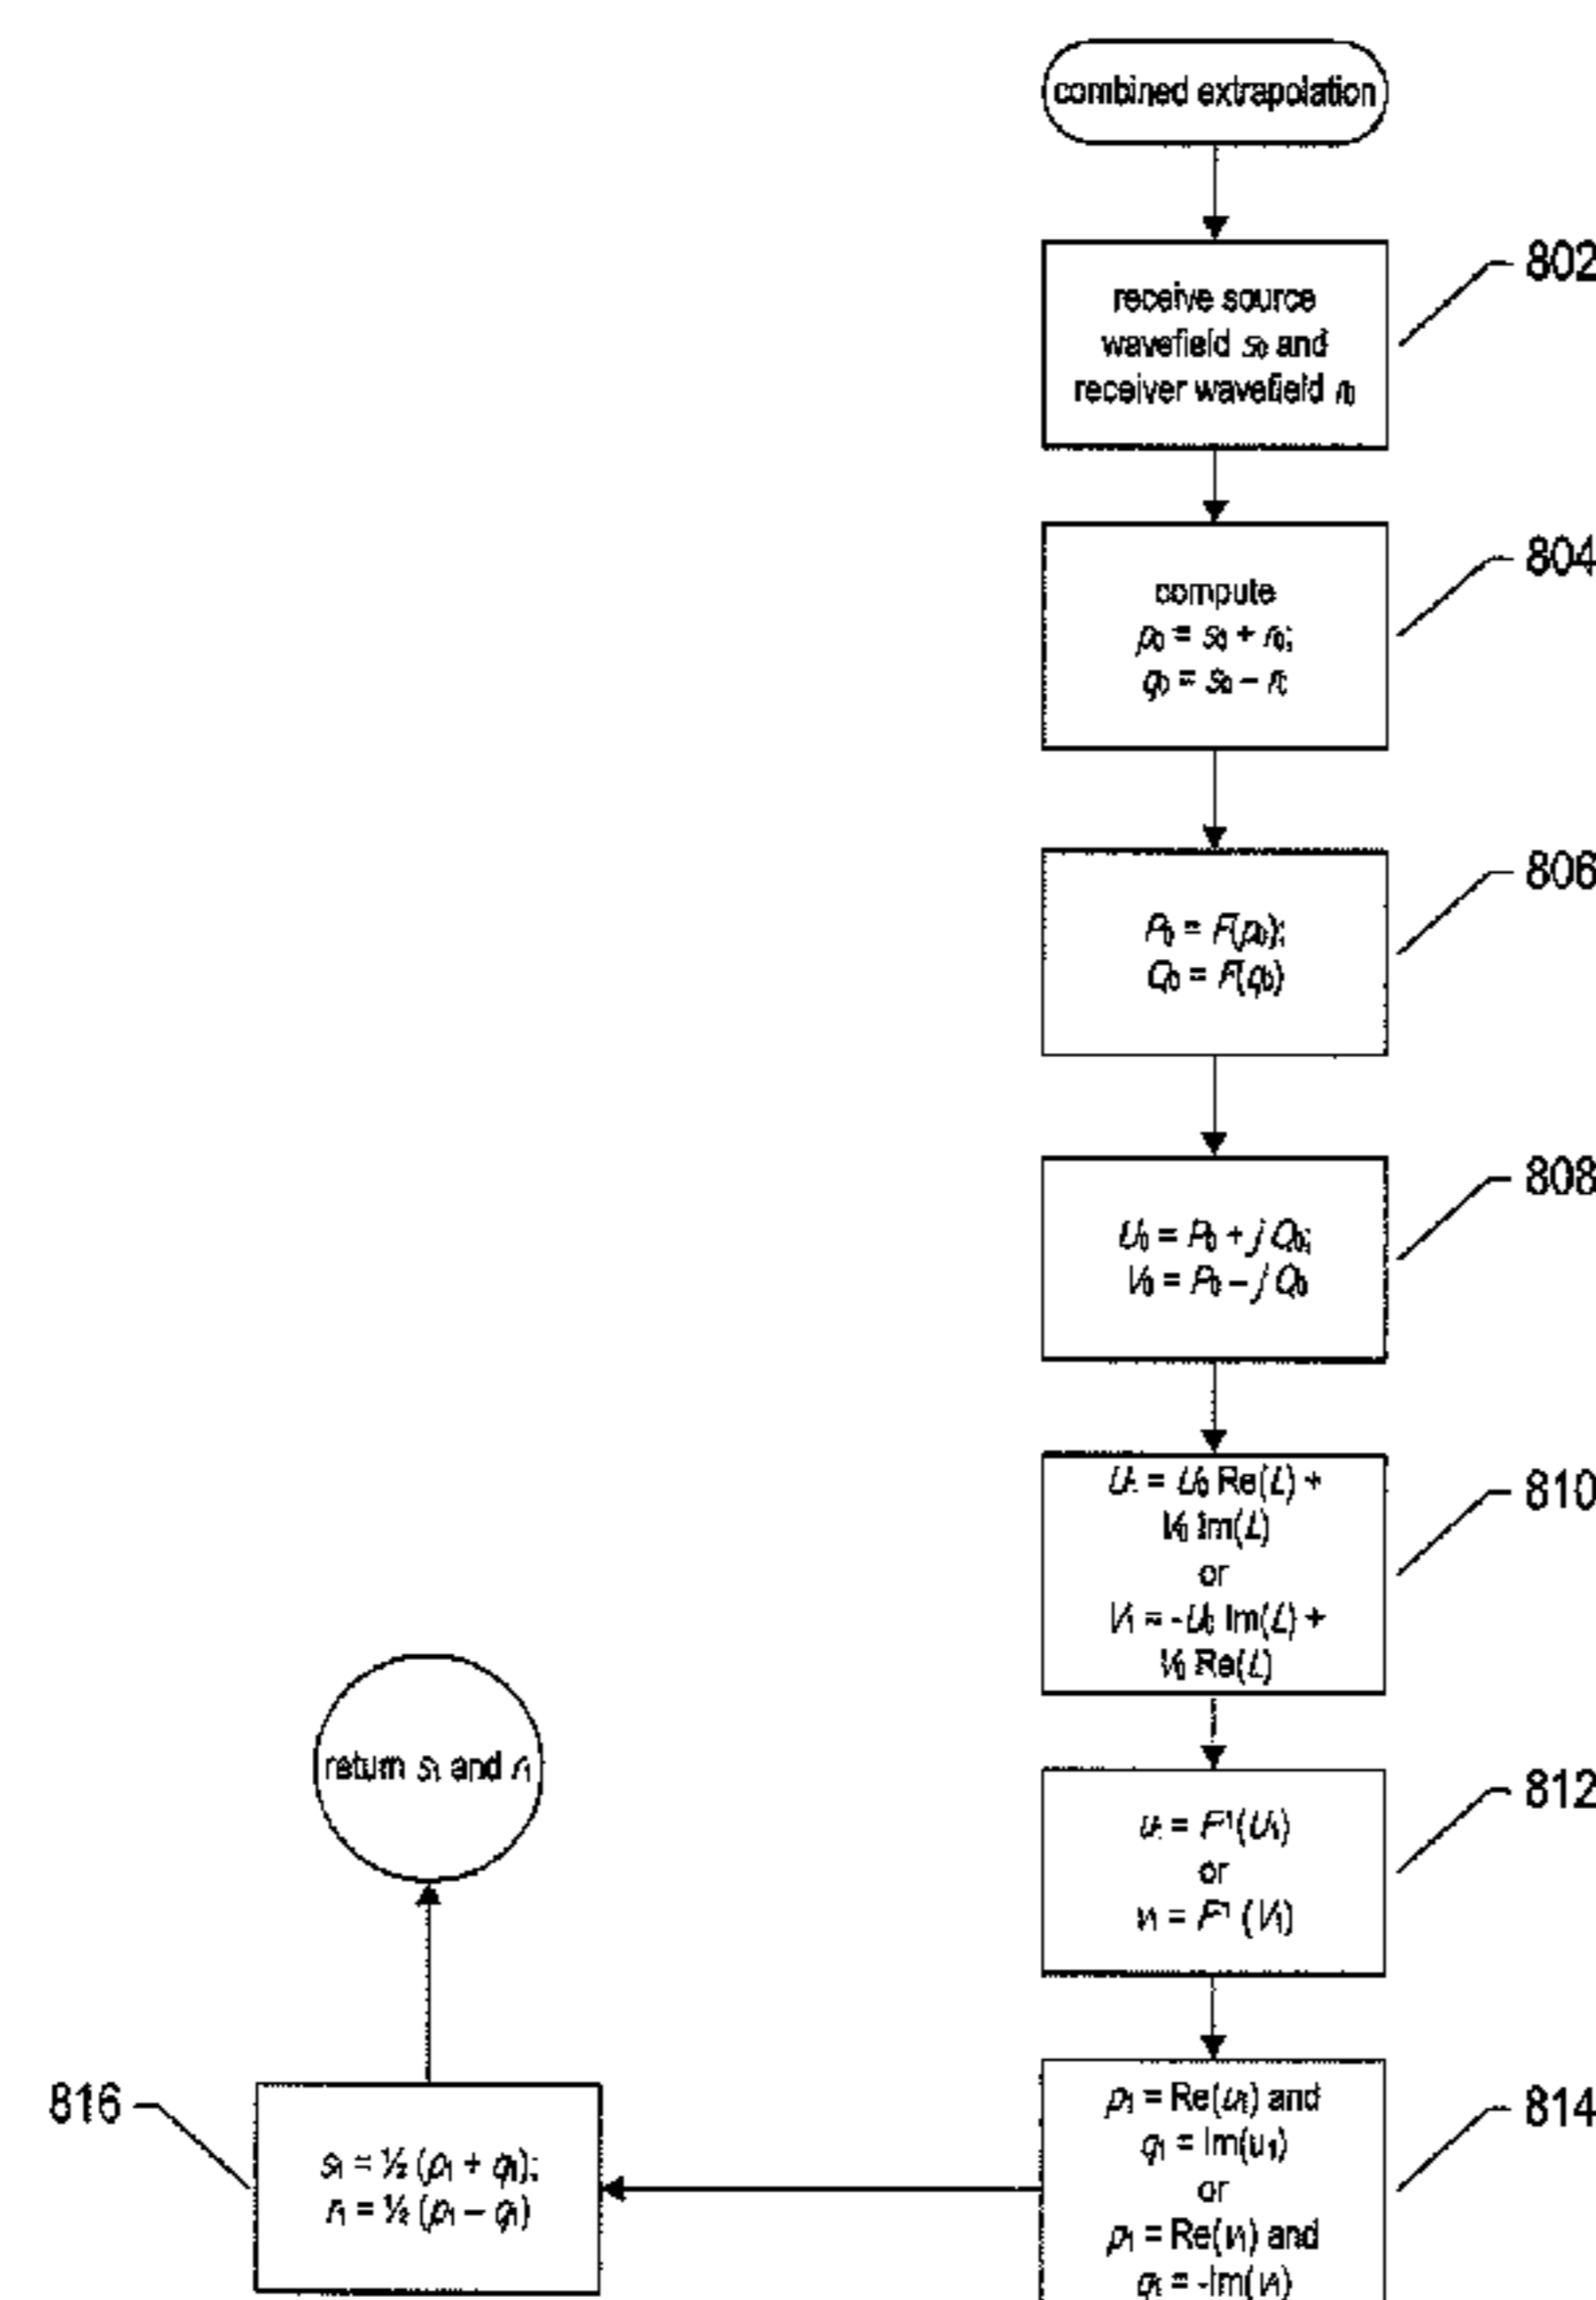 combined extrapolation
802
receive source
wavefield s₀ and
receiver wavefield r₀
804
compute
p₀ = s₀ + r₀;
q₀ = s₀ – r₀
806
P₀ = F(p₀);
Q₀ = F(q₀)
808
U₀ = P₀ + j Q₀;
V₀ = P₀ – j Q₀
810
U₁ = U₀ Re(L) +
V₀ Im(L)
or
V₁ = -U₀ Im(L) +
V₀ Re(L)
812
u₁ = F⁻¹(U₁)
or
v₁ = F⁻¹ (V₁)
814
p₁ = Re(u₁) and
q₁ = Im(u₁)
or
p₁ = Re(v₁) and
q₁ = -Im(v₁)
816
s₁ = ½ (p₁ + q₁);
r₁ = ½ (p₁ – q₁)
return s₁ and r₁